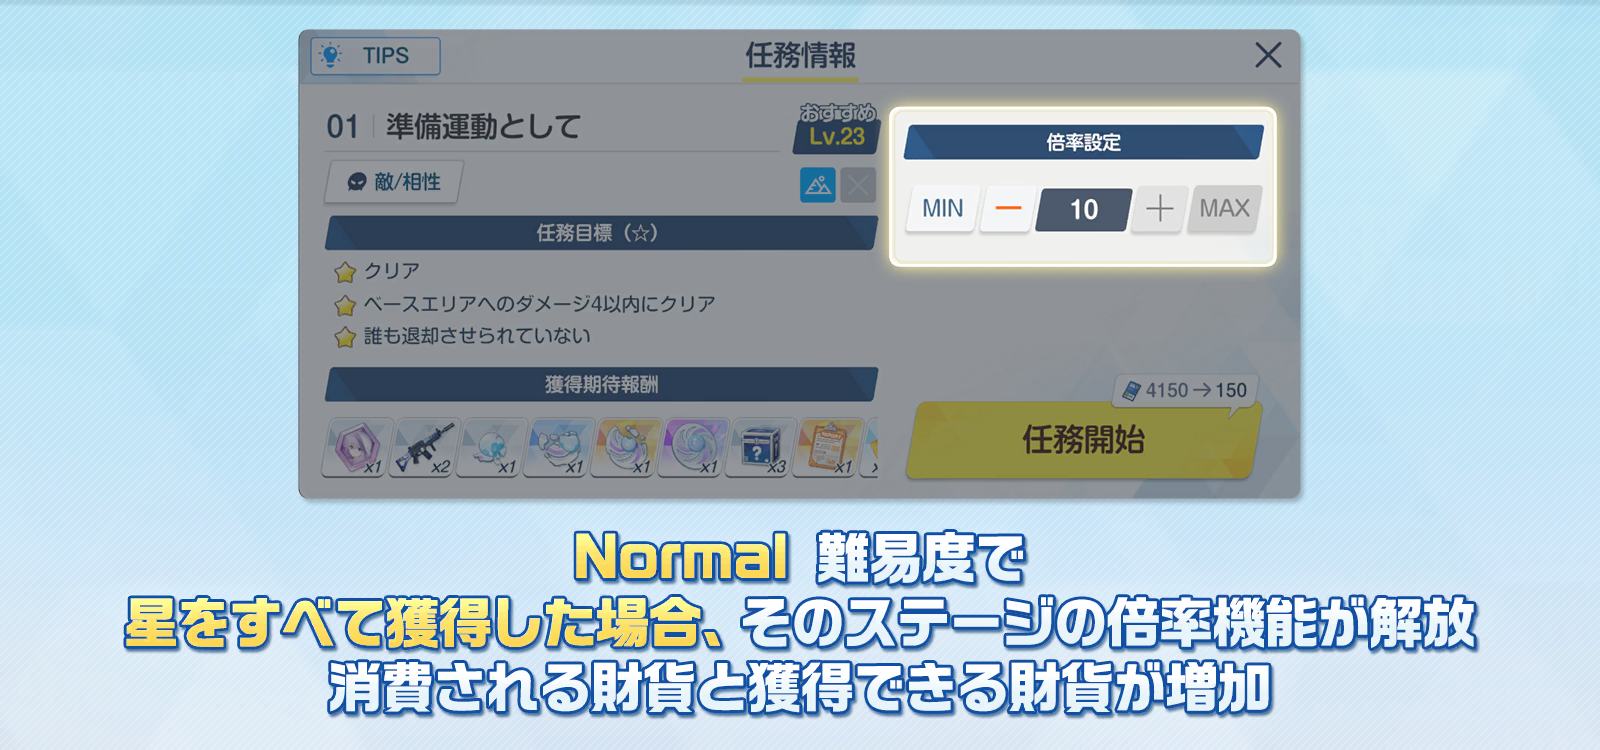 TIPS
任務情報
01 準備運動として
おすすめ
Lv.23
敵/相性
任務目標（☆）
クリア
ベースエリアへのダメージ4以内にクリア
誰も退却させられていない
獲得期待報酬
x1
x2
x1
x1
x1
x1
?
x3
REPORT
x1
倍率設定
MIN － 10 ＋ MAX
4150→150
任務開始
Normal 難易度で
星をすべて獲得した場合、そのステージの倍率機能が解放
消費される財貨と獲得できる財貨が増加